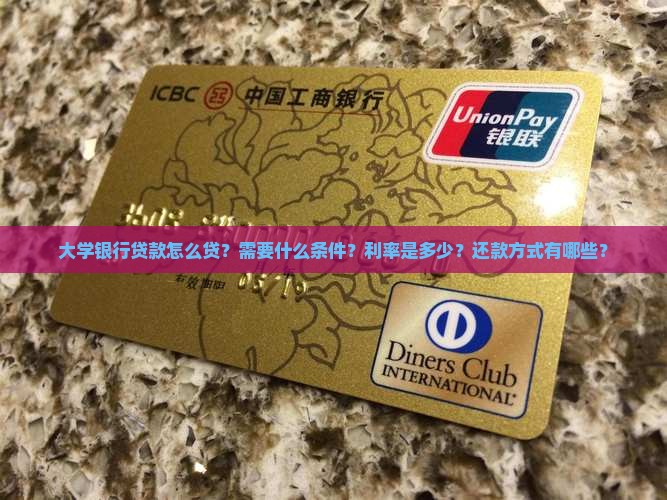 ICBC 中国工商银行
UnionPay
银联
大学银行贷款怎么贷？需要什么条件？利率是多少？还款方式有哪些？
Diners Club
INTERNATIONAL